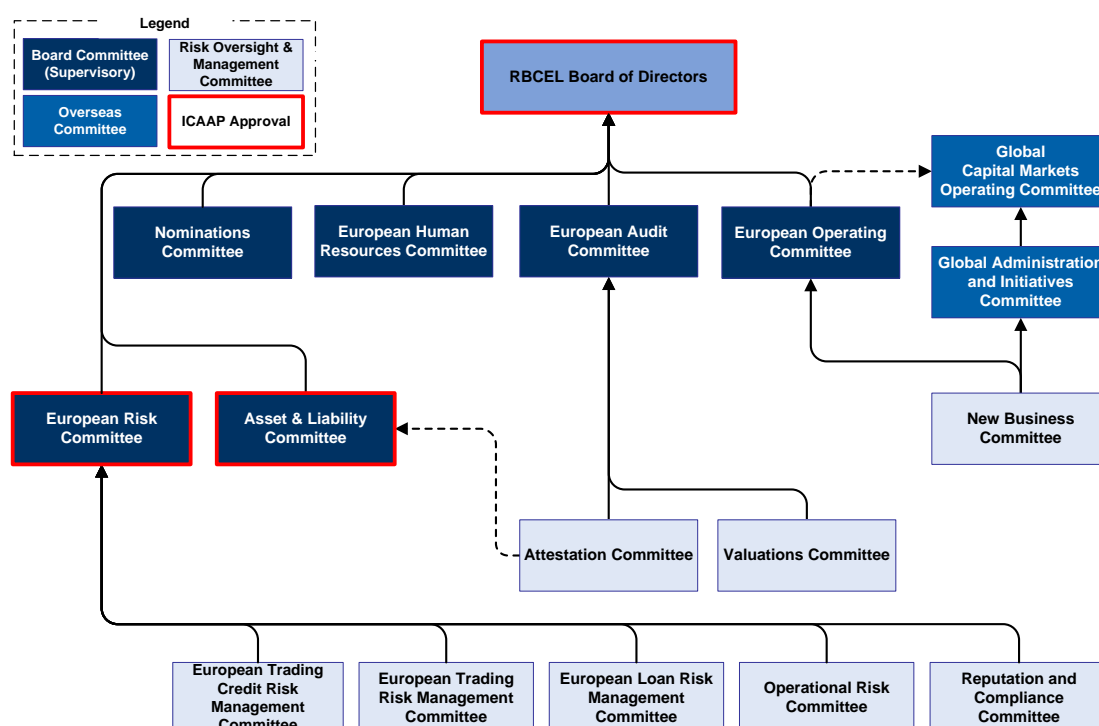 Legend
Board Committee
(Supervisory)
Risk Oversight &
Management
Committee
Overseas
Committee
ICAAP Approval
RBCEL Board of Directors
Global
Capital Markets
Operating Committee
Nominations
Committee
European Human
Resources Committee
European Audit
Committee
European Operating
Committee
Global Administration
and Initiatives
Committee
European Risk
Committee
Asset & Liability
Committee
New Business
Committee
Attestation Committee
Valuations Committee
European Trading
Credit Risk
Management
Committee
European Trading
Risk Management
Committee
European Loan Risk
Management
Committee
Operational Risk
Committee
Reputation and
Compliance
Committee